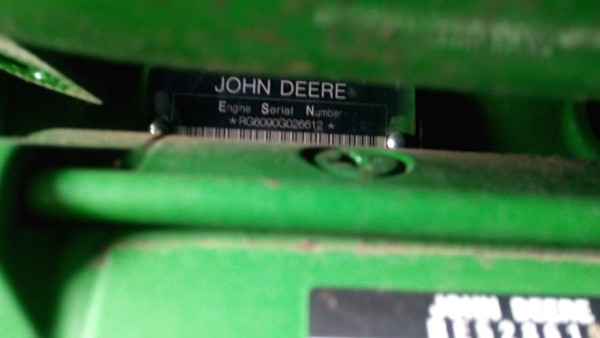 JOHN DEERE
Engine Serial Number
*RG6090G026612*
JOHN DEERE